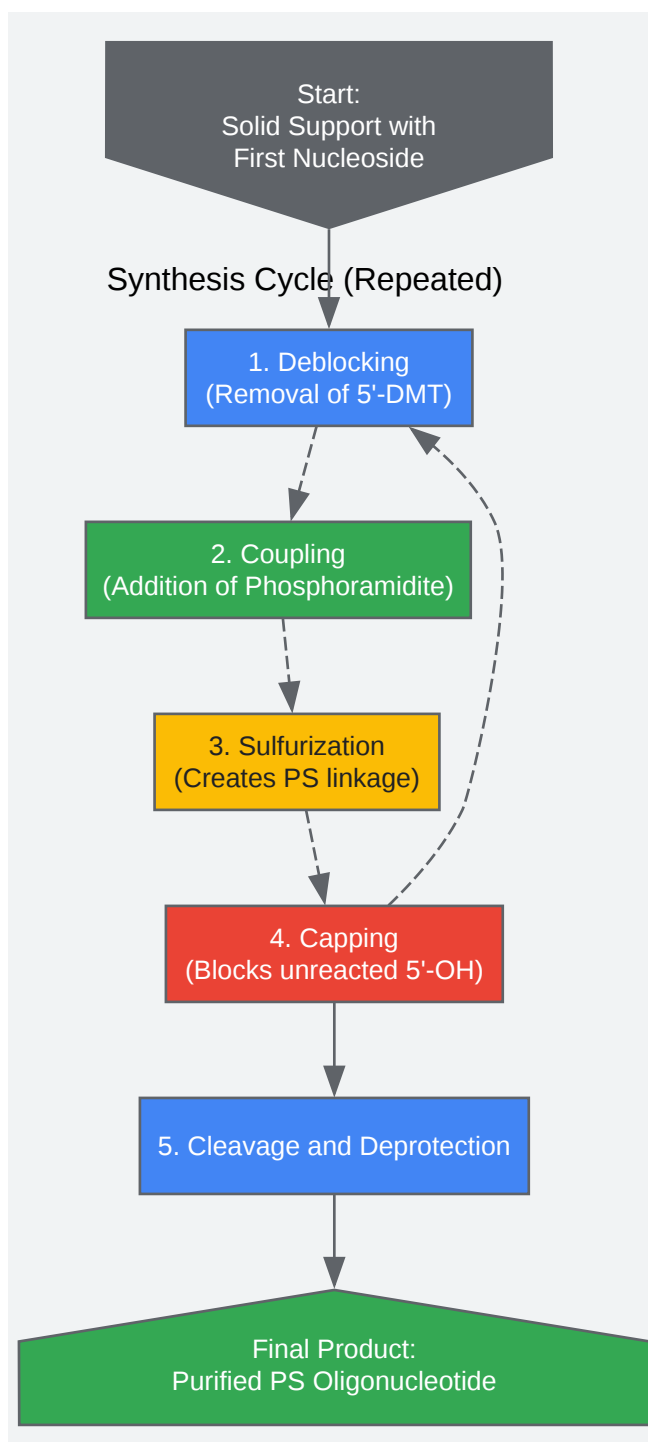 Start:
Solid Support with
First Nucleoside
Synthesis Cycle (Repeated)
1. Deblocking
(Removal of 5'-DMT)
2. Coupling
(Addition of Phosphoramidite)
3. Sulfurization
(Creates PS linkage)
4. Capping
(Blocks unreacted 5'-OH)
5. Cleavage and Deprotection
Final Product:
Purified PS Oligonucleotide